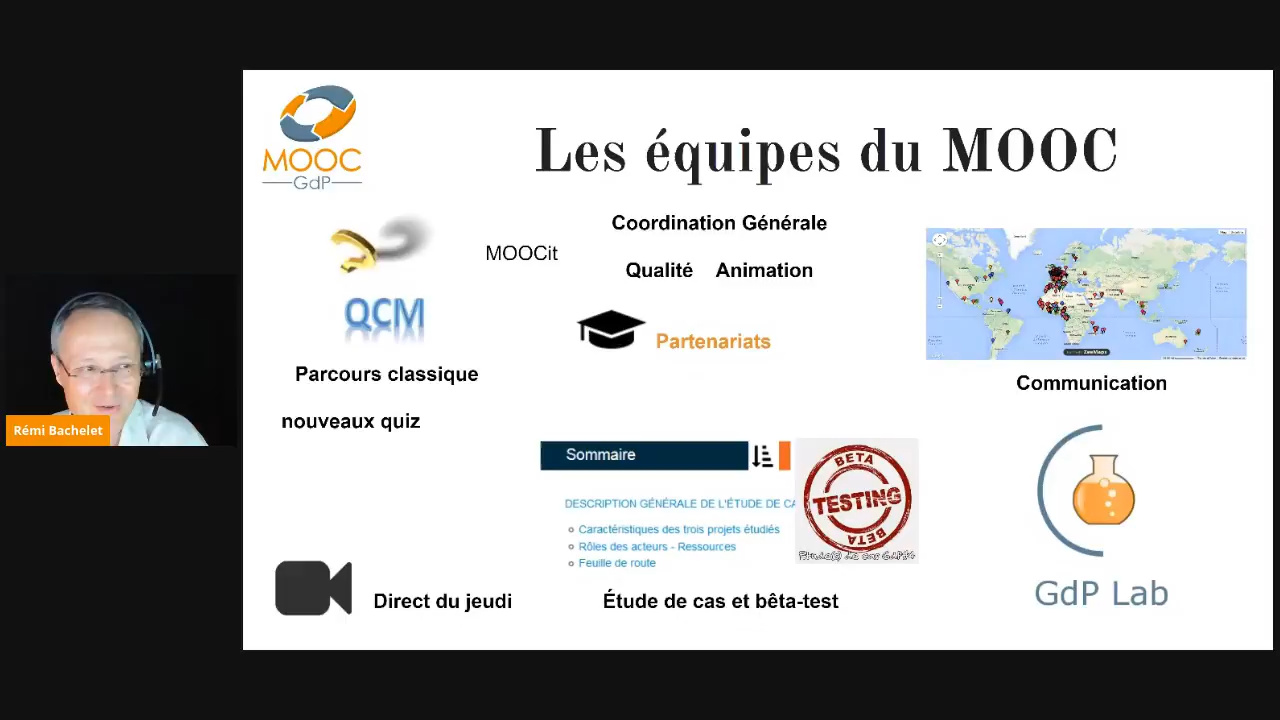 MOOC
GdP
Les équipes du MOOC
Coordination Générale
MOOCit
Qualité Animation
QCM
Partenariats
Parcours classique
Communication
nouveaux quiz
Rémi Bachelet
Sommaire
BETA
TESTING
BETA
DESCRIPTION GÉNÉRALE DE L'ÉTUDE DE CA
Caractéristiques des trois projets étudiés
Rôles des acteurs - Ressources
Feuille de route
Direct du jeudi
Étude de cas et bêta-test
GdP Lab